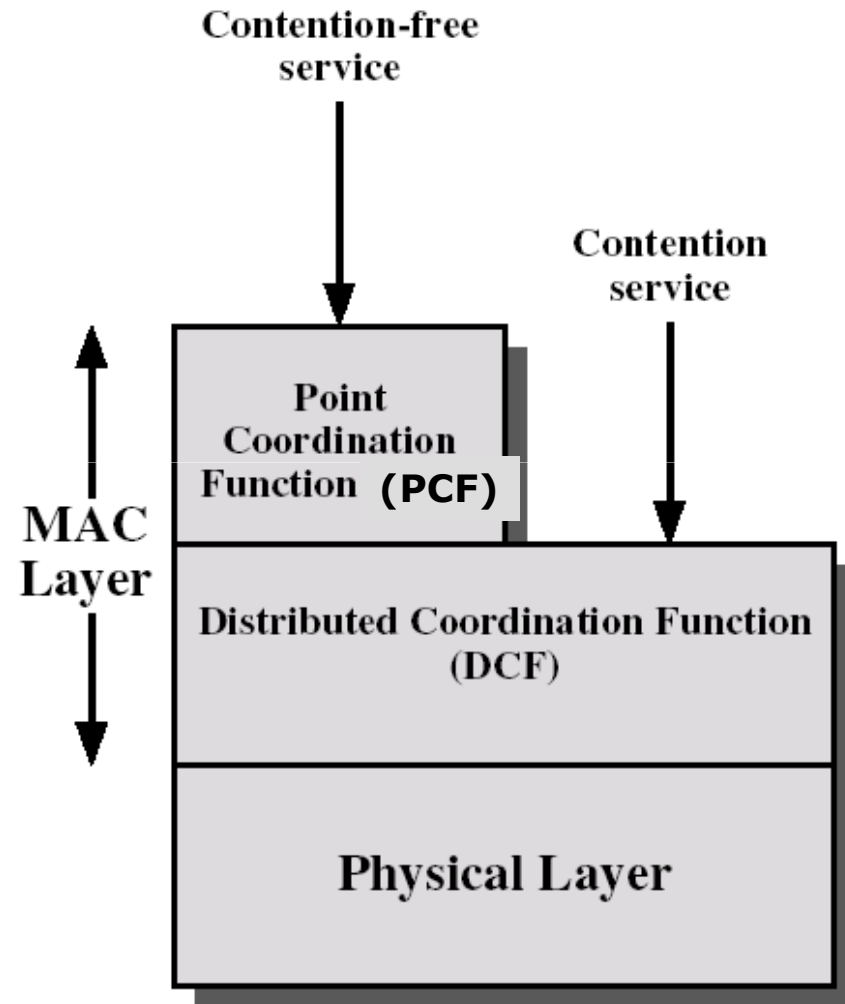 Contention-free
service
Contention
service
Point
Coordination
Function (PCF)
MAC
Layer
Distributed Coordination Function
(DCF)
Physical Layer